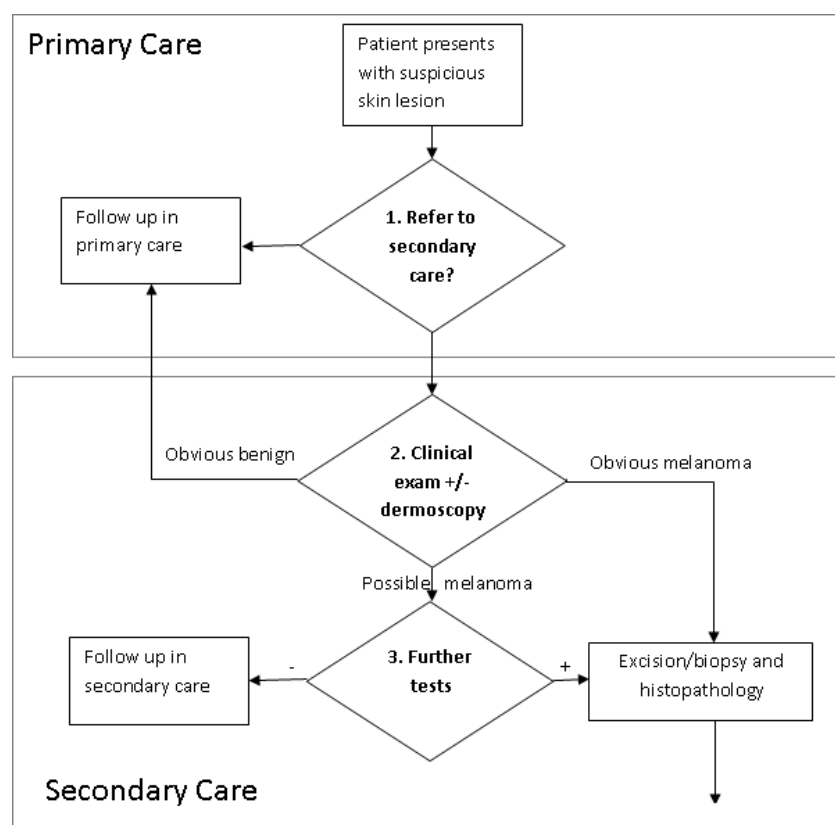 Primary Care
Patient presents
with suspicious
skin lesion
1. Refer to
secondary
care?
Follow up in
primary care
2. Clinical
exam +/-
dermoscopy
Obvious benign
Obvious melanoma
Possible melanoma
3. Further
tests
-
+
Follow up in
secondary care
Excision/biopsy and
histopathology
Secondary Care